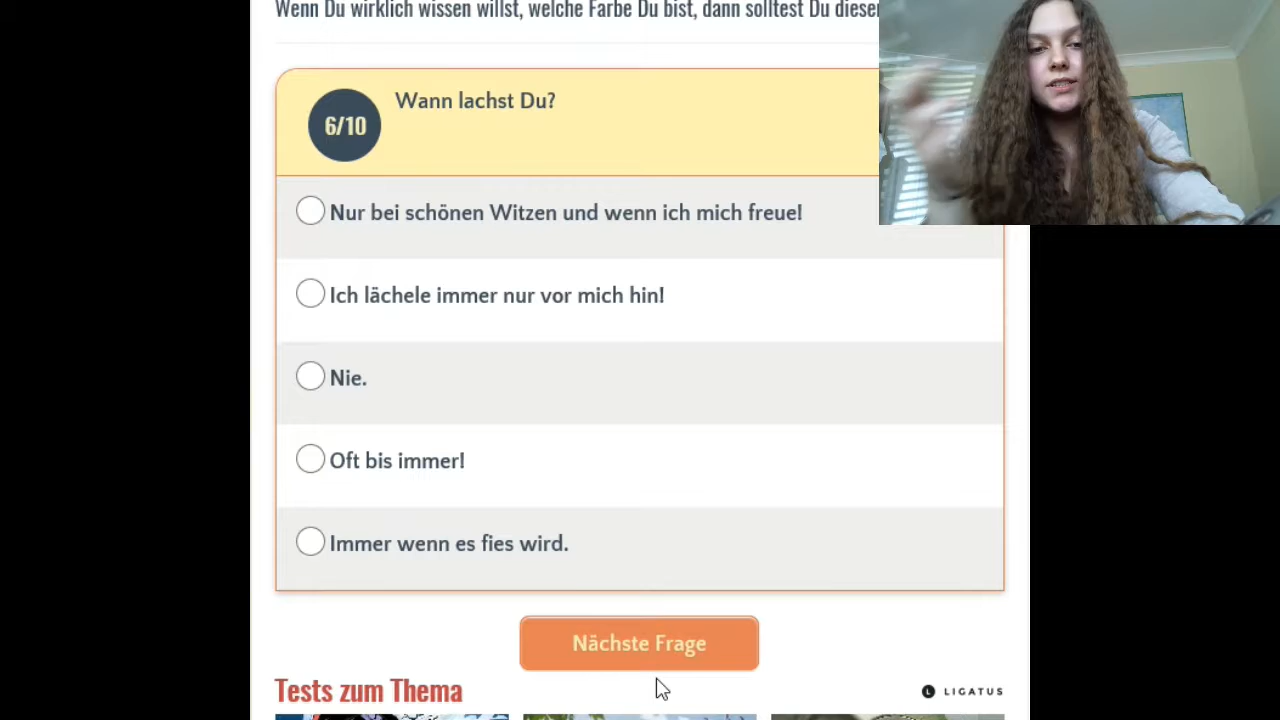 Wenn Du wirklich wissen willst, welche Farbe Du bist, dann solltest Du diesen
6/10
Wann lachst Du?
Nur bei schönen Witzen und wenn ich mich freue!
Ich lächele immer nur vor mich hin!
Nie.
Oft bis immer!
Immer wenn es fies wird.
Nächste Frage
Tests zum Thema
L LIGATUS